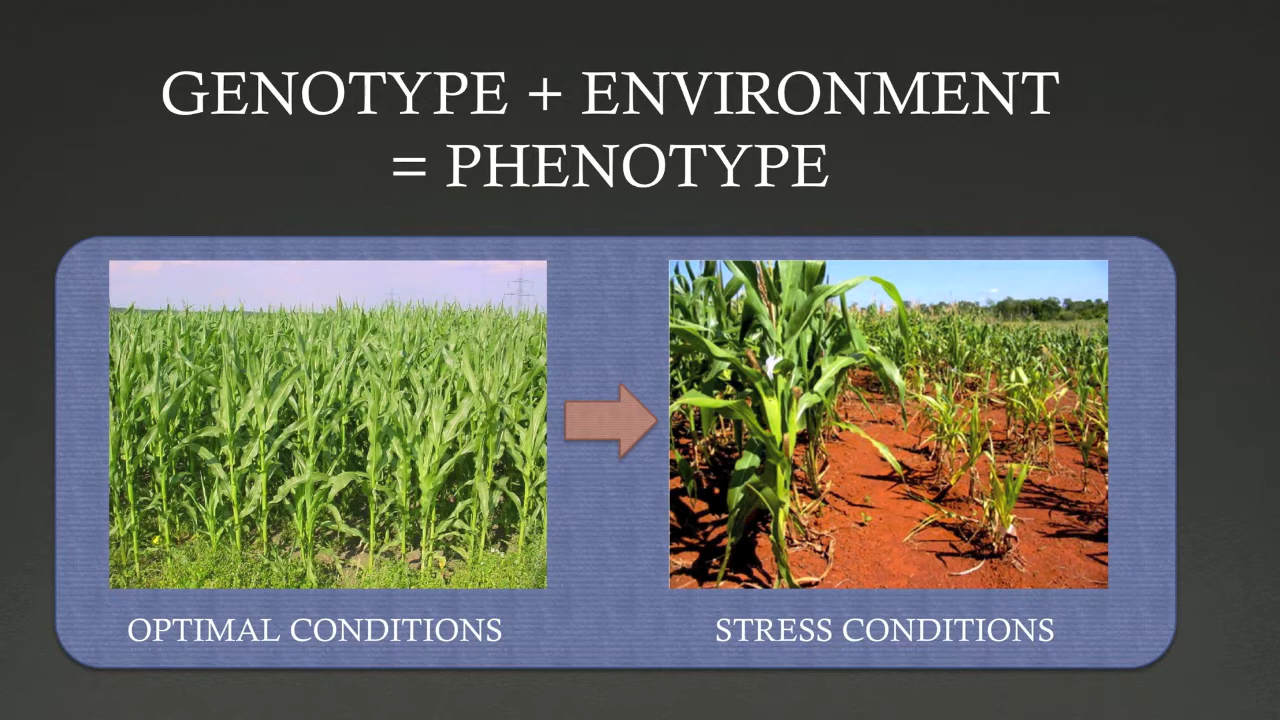 GENOTYPE + ENVIRONMENT
= PHENOTYPE
OPTIMAL CONDITIONS
STRESS CONDITIONS